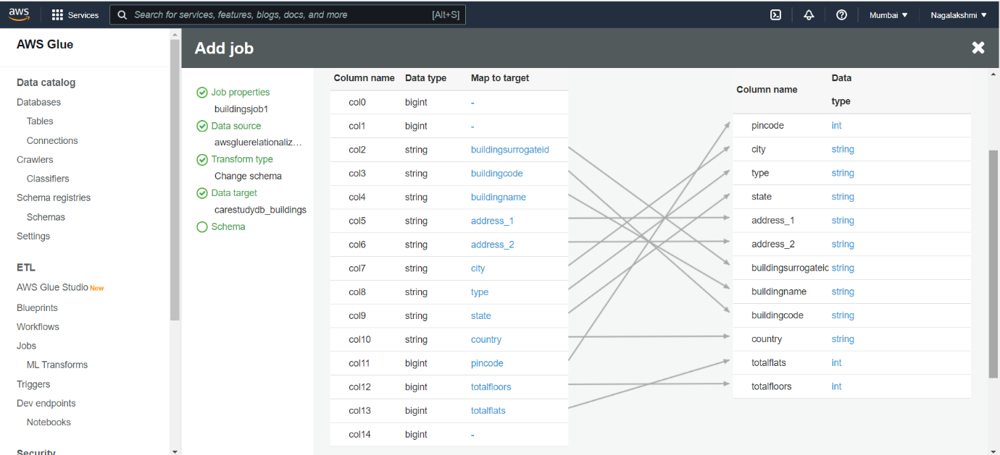 aws
Services
Search for services, features, blogs, docs, and more
[Alt+S]
Mumbai
Nagalakshmi
AWS Glue
Data catalog
Databases
Tables
Connections
Crawlers
Classifiers
Schema registries
Schemas
Settings
ETL
AWS Glue Studio New
Blueprints
Workflows
Jobs
ML Transforms
Triggers
Dev endpoints
Notebooks
Security
Add job
Job properties
buildingsjob1
Data source
awsgluerelationaliz…
Transform type
Change schema
Data target
carestudydb_buildings
Schema
Column name Data type Map to target
col0 bigint -
col1 bigint -
col2 string buildingsurrogateid
col3 string buildingcode
col4 string buildingname
col5 string address_1
col6 string address_2
col7 string city
col8 string type
col9 string state
col10 string country
col11 bigint pincode
col12 bigint totalfloors
col13 bigint totalflats
col14 bigint -
Column name Data
type
pincode int
city string
type string
state string
address_1 string
address_2 string
buildingsurrogateid string
buildingname string
buildingcode string
country string
totalflats int
totalfloors int